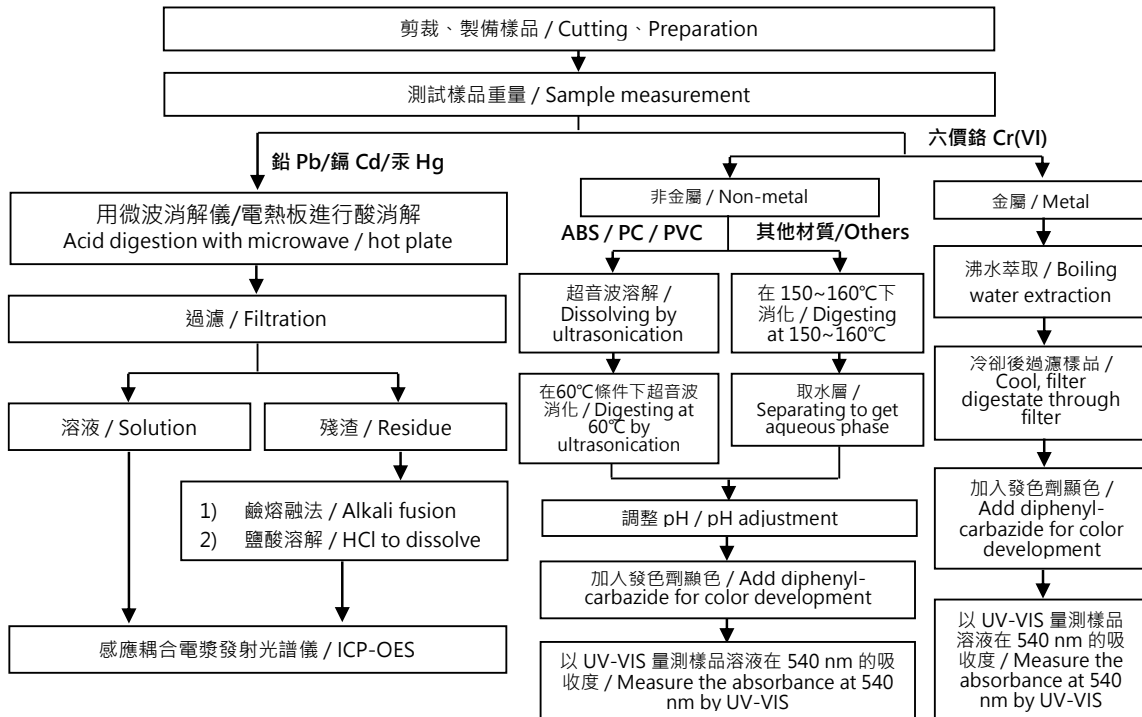 剪裁、製備樣品 / Cutting、Preparation
測試樣品重量 / Sample measurement
鉛 Pb/鎘 Cd/汞 Hg
六價鉻 Cr(VI)
用微波消解儀/電熱板進行酸消解
Acid digestion with microwave / hot plate
過濾 / Filtration
溶液 / Solution
殘渣 / Residue
1) 鹼熔融法 / Alkali fusion
2) 鹽酸溶解 / HCl to dissolve
感應耦合電漿發射光譜儀 / ICP-OES
非金屬 / Non-metal
ABS / PC / PVC
其他材質/Others
超音波溶解 /
Dissolving by
ultrasonication
在 150~160℃下
消化 / Digesting
at 150~160℃
在60℃條件下超音波
消化 / Digesting at
60℃ by
ultrasonication
取水層 /
Separating to get
aqueous phase
調整 pH / pH adjustment
加入發色劑顯色 / Add diphenyl-
carbazide for color development
以 UV-VIS 量測樣品溶液在 540 nm 的吸
收度 / Measure the absorbance at 540
nm by UV-VIS
金屬 / Metal
沸水萃取 / Boiling
water extraction
冷卻後過濾樣品 /
Cool, filter
digestate through
filter
加入發色劑顯色 /
Add diphenyl-
carbazide for color
development
以 UV-VIS 量測樣品
溶液在 540 nm 的吸
收度 / Measure the
absorbance at 540
nm by UV-VIS